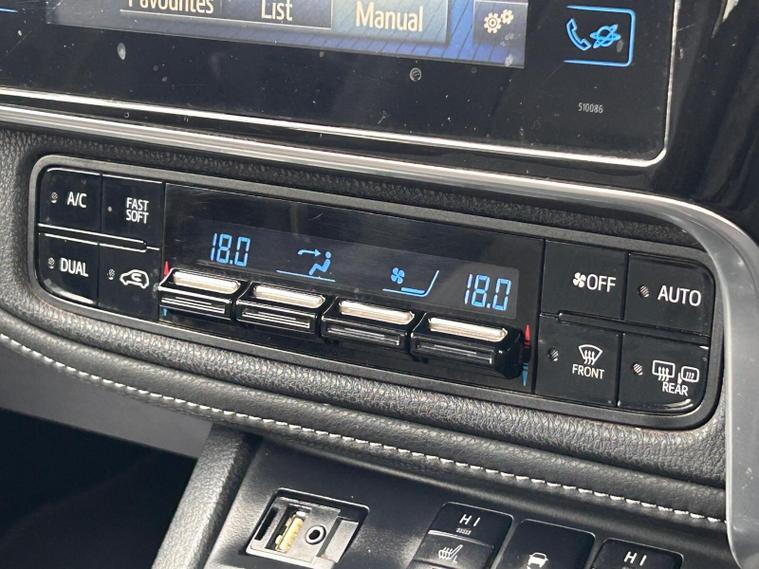 Favourites
List
Manual
510086
A/C
FAST
SOFT
DUAL
18.0
18.0
OFF
AUTO
FRONT
REAR
HI
HI